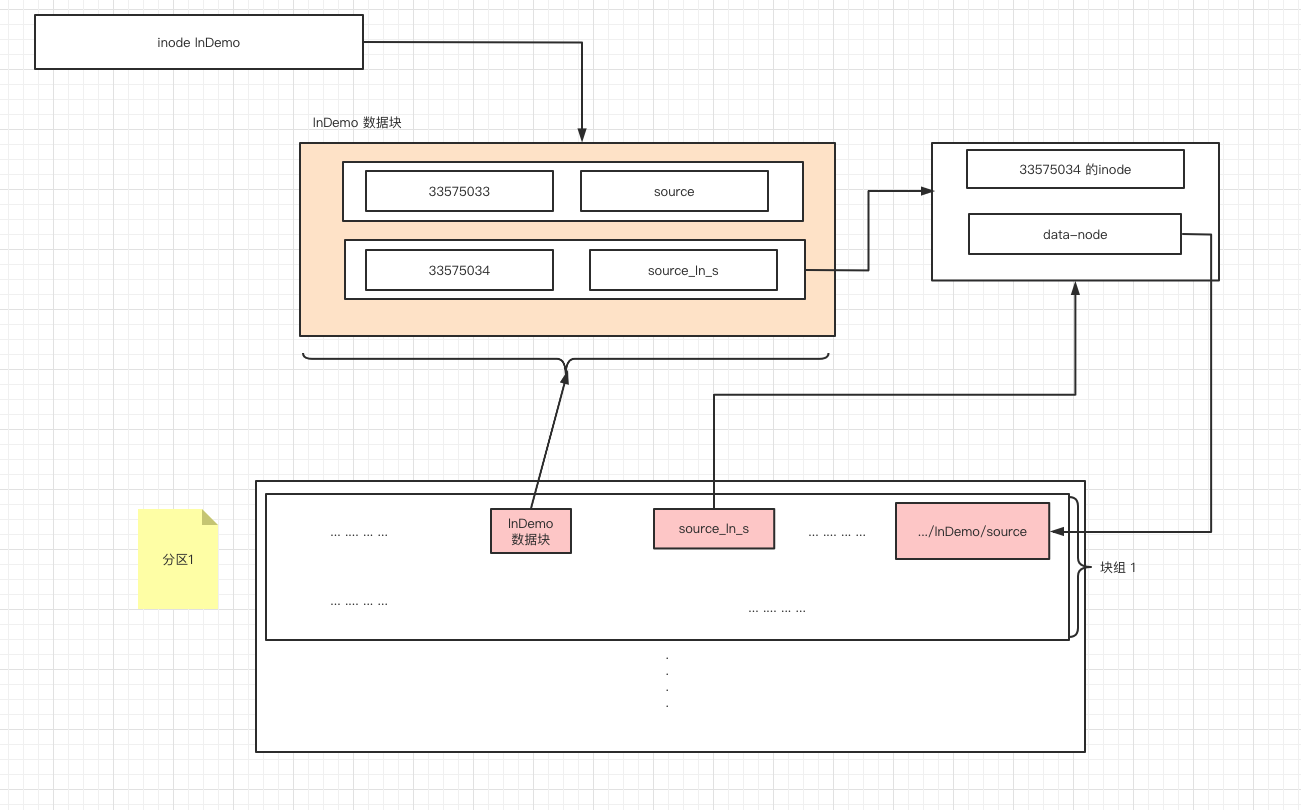 inode lnDemo
lnDemo 数据块
33575033
source
33575034
source_ln_s
33575034 的inode
data-node
分区1
... .... ... ...
lnDemo
数据块
source_ln_s
... .... ... ...
.../lnDemo/source
块组 1
... .... ... ...
... .... ... ...
.
.
.
.